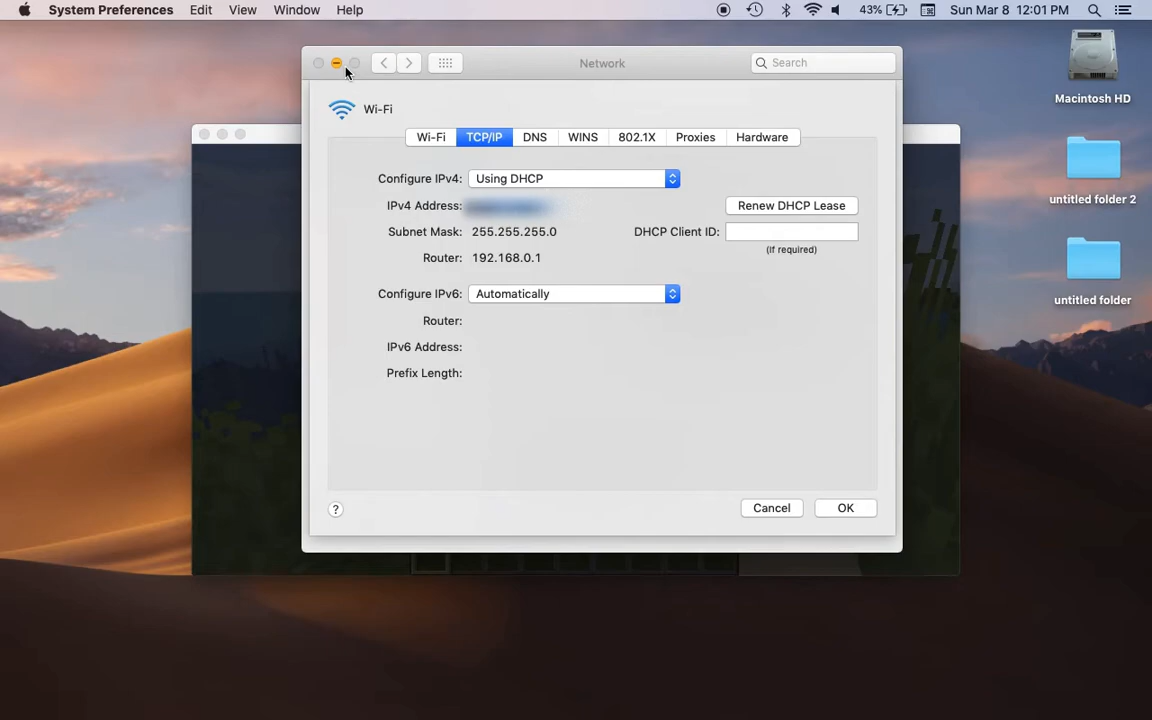 System Preferences Edit View Window Help 43% Sun Mar 8 12:01 PM
Network Search
Macintosh HD
Wi-Fi
Wi-Fi TCP/IP DNS WINS 802.1X Proxies Hardware
Configure IPv4: Using DHCP
untitled folder 2
IPv4 Address: Renew DHCP Lease
Subnet Mask: 255.255.255.0 DHCP Client ID:
(If required)
Router: 192.168.0.1
Configure IPv6: Automatically
untitled folder
Router:
IPv6 Address:
Prefix Length:
? Cancel OK